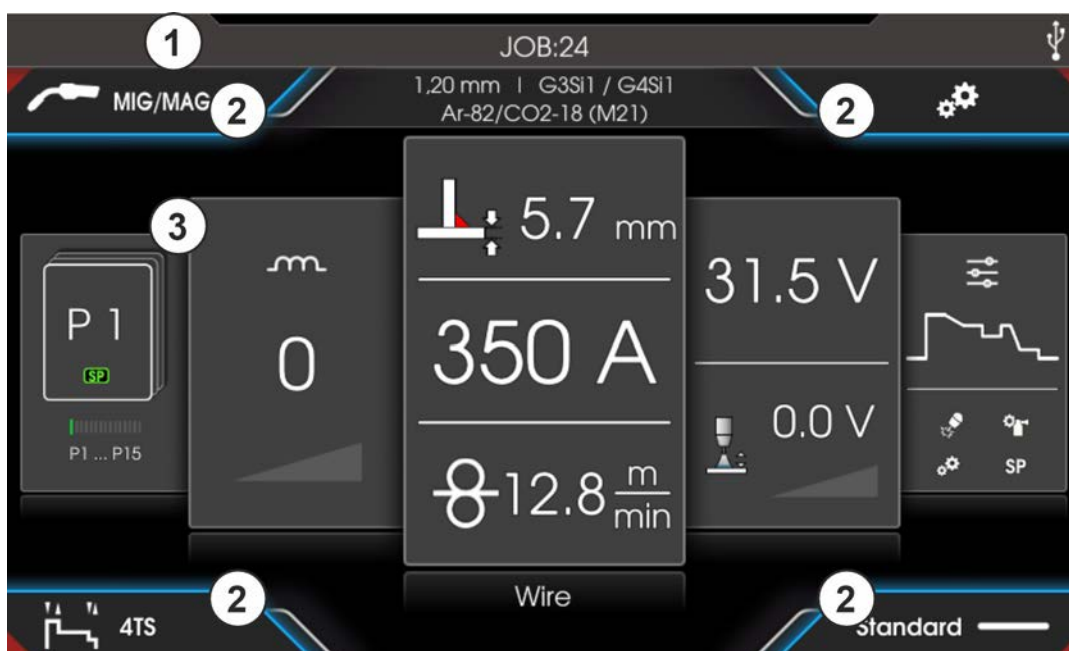 1
JOB:24
MIG/MAG
2
1,20 mm | G3Si1 / G4Si1
Ar-82/CO2-18 (M21)
2
3
P 1
SP
P1 ... P15
0
5.7 mm
350 A
12.8 m/min
31.5 V
0.0 V
SP
Wire
4TS
2
2
Standard